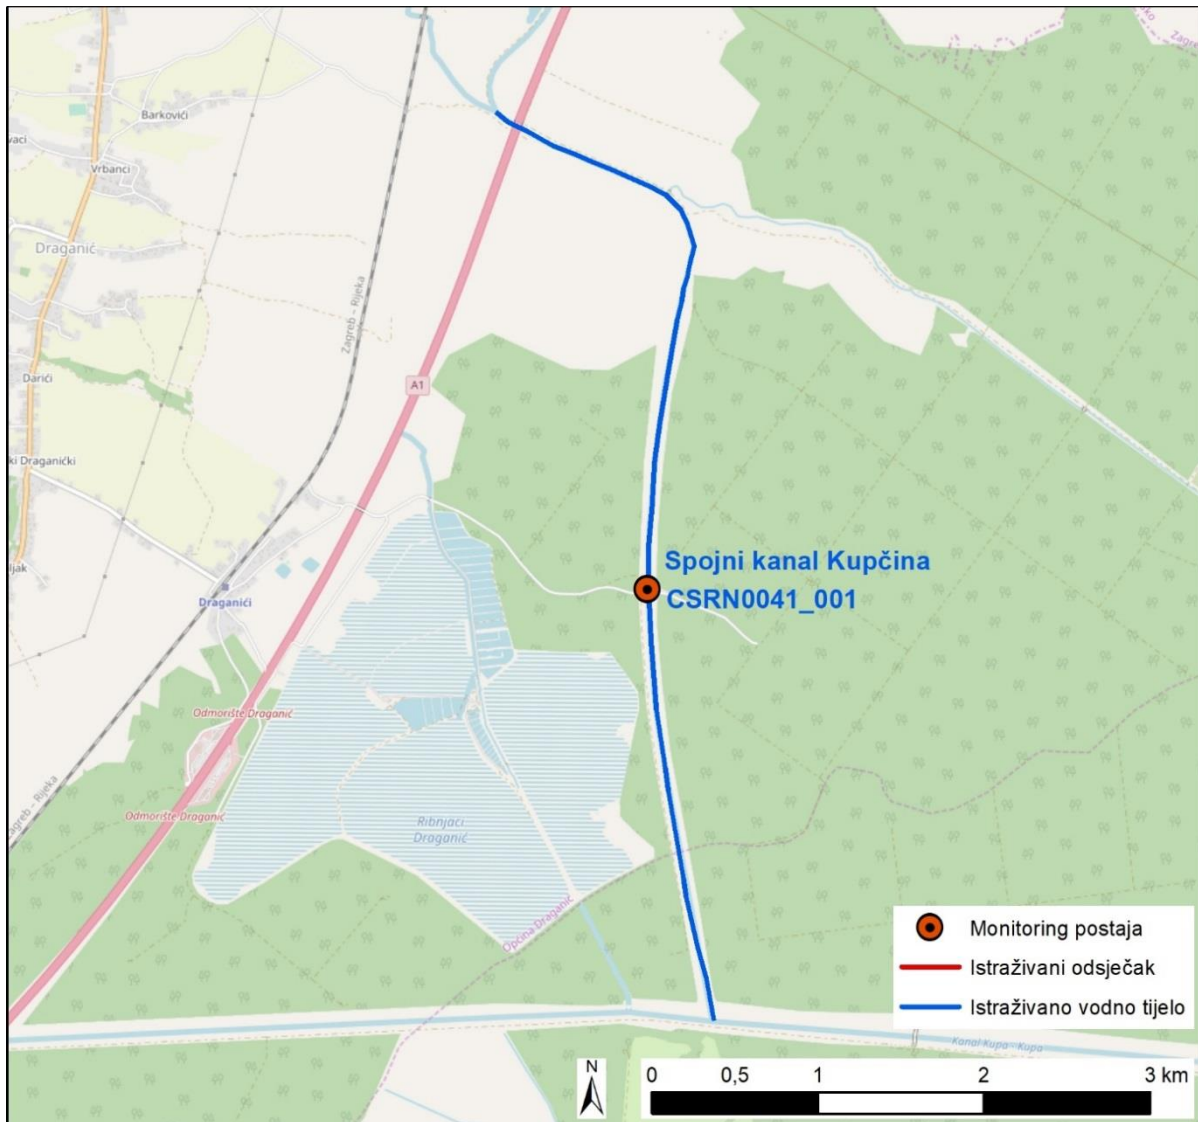 Barkovići
vaci
Vrbanci
Draganić
Zagreb - Rijeka
Darići
A1
ki Draganićki
ljak
Draganići
Spojni kanal Kupčina
CSRN0041_001
Odmorište Draganić
Odmorište Draganić
Zagreb - Rijeka
Ribnjaci
Draganić
Općina Draganić
Kanal Kupa - Kupa
Monitoring postaja
Istraživani odsječak
Istraživano vodno tijelo
N
0 0,5 1 2 3 km